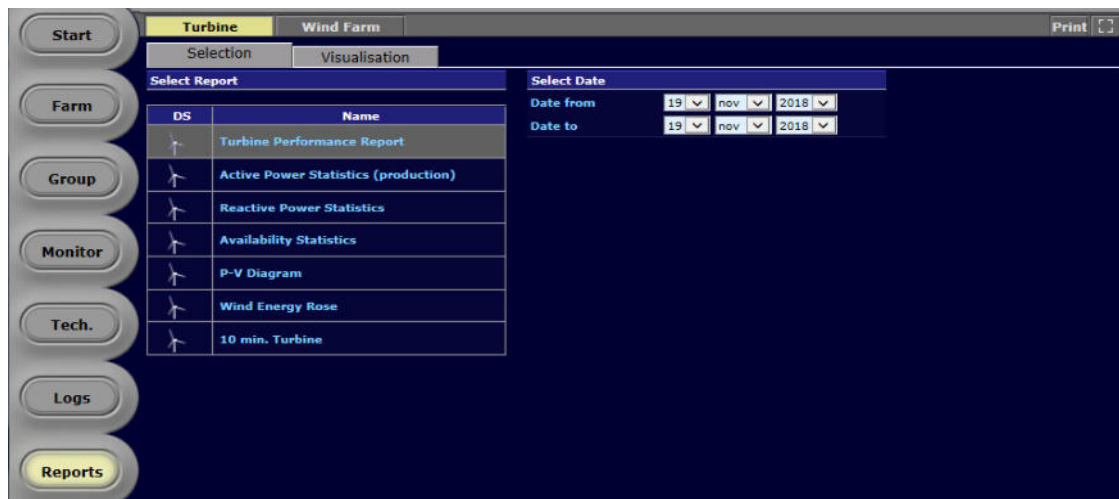 Start
Farm
Group
Monitor
Tech.
Logs
Reports
Turbine Wind Farm Print
Selection Visualisation
Select Report
DS Name
Turbine Performance Report
Active Power Statistics (production)
Reactive Power Statistics
Availability Statistics
P-V Diagram
Wind Energy Rose
10 min. Turbine
Select Date
Date from 19 nov 2018
Date to 19 nov 2018